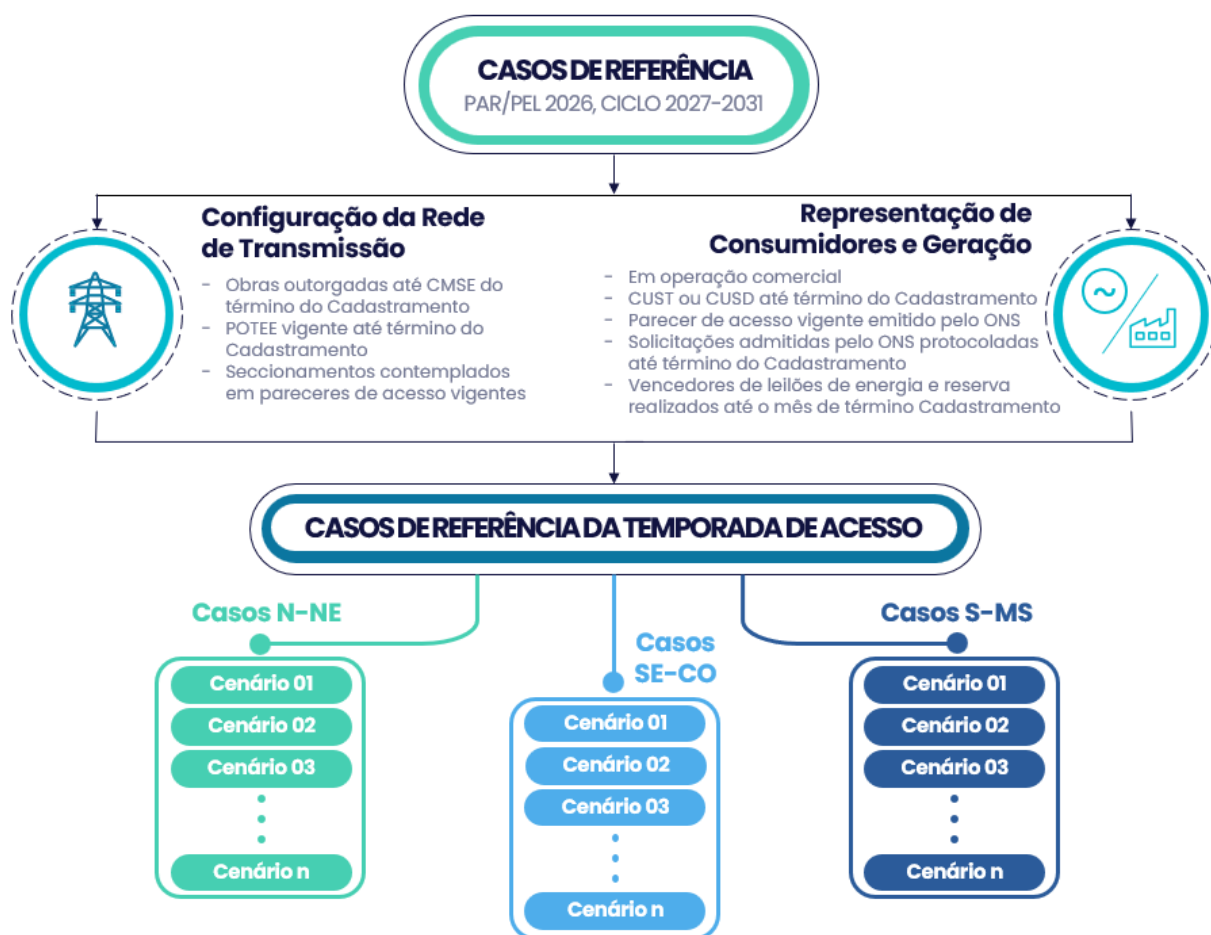 CASOS DE REFERÊNCIA
PAR/PEL 2026, CICLO 2027-2031
Configuração da Rede
de Transmissão
- Obras outorgadas até CMSE do
término do Cadastramento
- POTEE vigente até término do
Cadastramento
- Seccionamentos contemplados
em pareceres de acesso vigentes
Representação de
Consumidores e Geração
- Em operação comercial
- CUST ou CUSD até término do Cadastramento
- Parecer de acesso vigente emitido pelo ONS
- Solicitações admitidas pelo ONS protocoladas
até término do Cadastramento
- Vencedores de leilões de energia e reserva
realizados até o mês de término Cadastramento
CASOS DE REFERÊNCIA DA TEMPORADA DE ACESSO
Casos N-NE
Cenário 01
Cenário 02
Cenário 03
Cenário n
Casos
SE-CO
Cenário 01
Cenário 02
Cenário 03
Cenário n
Casos S-MS
Cenário 01
Cenário 02
Cenário 03
Cenário n